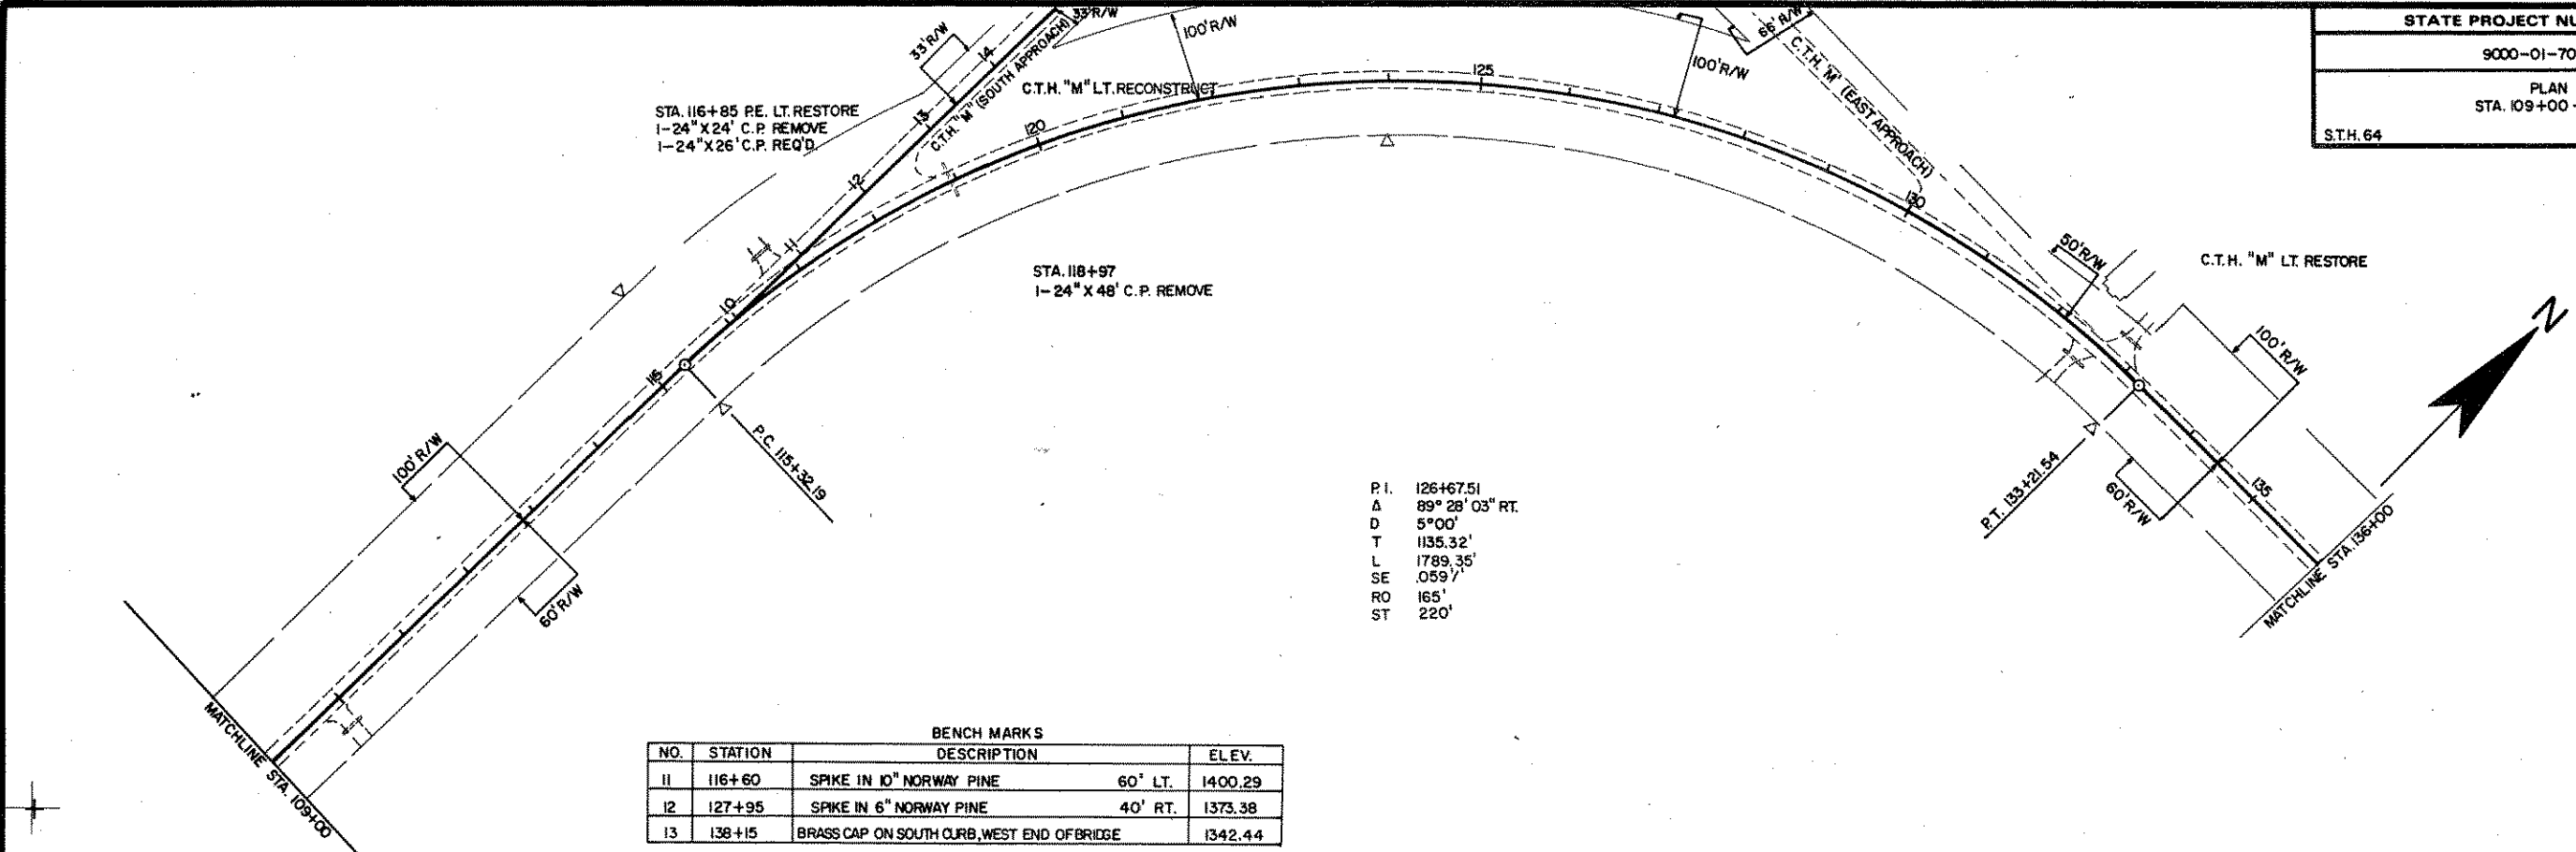 STATE PROJECT NU
9000-01-70
PLAN
STA. 109+00 -
S.T.H. 64
33' R/W
33' R/W
14
13
12
11
10
C.T.H. "M" (SOUTH APPROACH)
100' R/W
C.T.H. "M" LT. RECONSTRUCT
STA. 116+85 P.E. LT. RESTORE
1-24" X 24' C.P. REMOVE
1-24" X 26' C.P. REQ'D.
120
125
100' R/W
66' R/W
C.T.H. "M" (EAST APPROACH)
130
STA. 118+97
1-24" X 48' C.P. REMOVE
50' R/W
C.T.H. "M" LT. RESTORE
100' R/W
N
115
P.C. 115+32.19
100' R/W
60' R/W
P.T. 133+21.54
60' R/W
135
MATCHLINE STA. 136+00
P.I. 126+67.51
Δ 89° 28' 03" RT.
D 5°00'
T 1135.32'
L 1789.35'
SE .059'/'
RO 165'
ST 220'
MATCHLINE STA. 109+00
BENCH MARKS
NO. STATION DESCRIPTION ELEV.
11 116+60 SPIKE IN 10" NORWAY PINE 60' LT. 1400.29
12 127+95 SPIKE IN 6" NORWAY PINE 40' RT. 1373.38
13 138+15 BRASS CAP ON SOUTH CURB, WEST END OF BRIDGE 1342.44